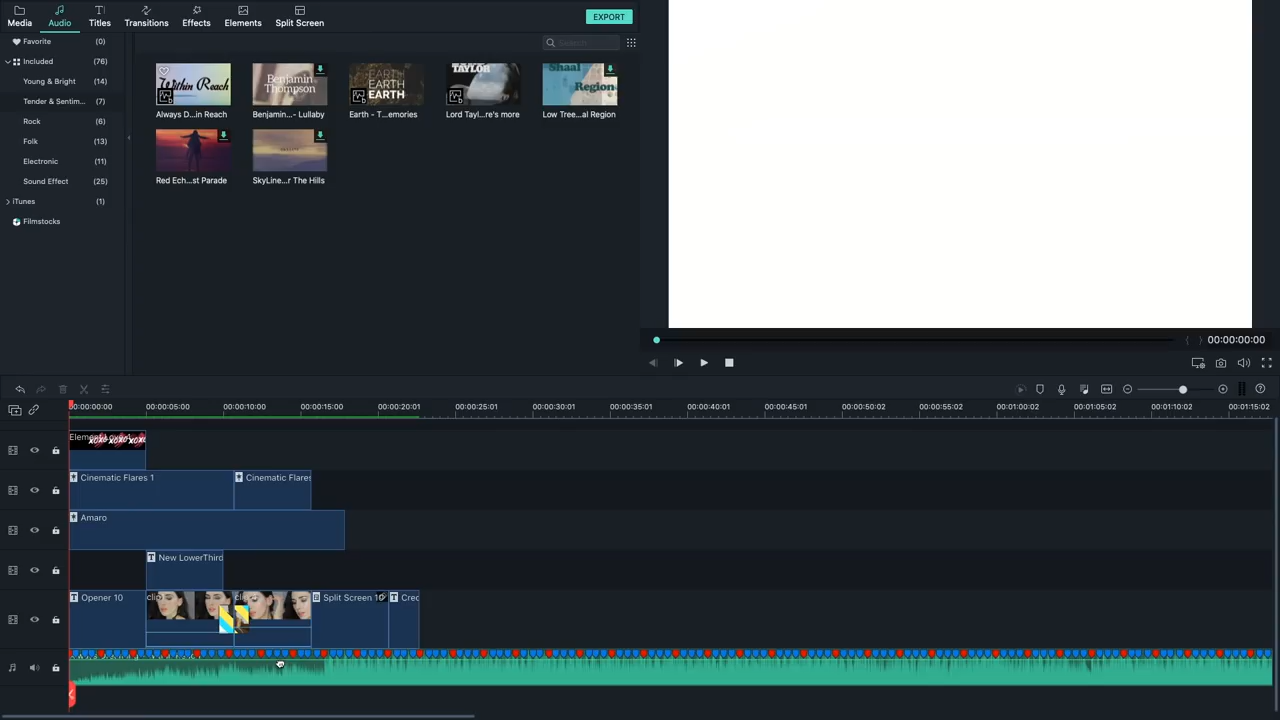 Media Audio Titles Transitions Effects Elements Split Screen EXPORT
Favorite (0)
Included (76)
Young & Bright (14)
Tender & Sentim... (7)
Rock (6)
Folk (13)
Electronic (11)
Sound Effect (25)
iTunes (1)
Filmstocks
Search
Within Reach
Benjamin Thompson
EARTH EARTH EARTH
TAYLOR
Shaal Region
Always D...in Reach Benjamin...- Lullaby Earth - T...emories Lord Tayl...re's more Low Tree...al Region
Red Ech...st Parade SkyLine...r The Hills
00:00:00:00
00:00:00:00 00:00:05:00 00:00:10:00 00:00:15:00 00:00:20:01 00:00:25:01 00:00:30:01 00:00:35:01 00:00:40:01 00:00:45:01 00:00:50:02 00:00:55:02 00:01:00:02 00:01:05:02 00:01:10:02 00:01:15:02
XOXO XOXO XOXO
Cinematic Flares 1 Cinematic Flares
Amaro
New LowerThird
Opener 10 Split Screen 10 Cred